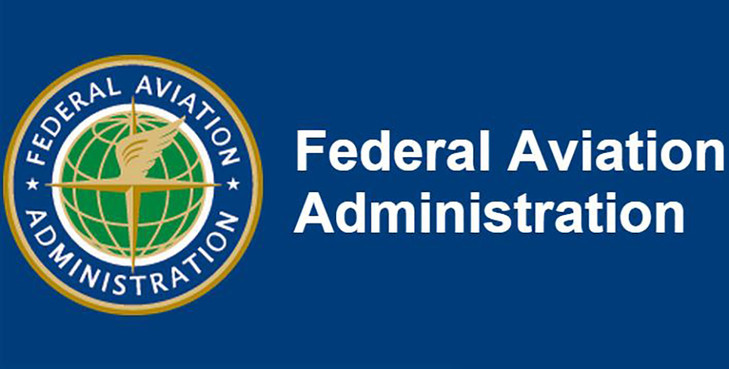 FEDERAL AVIATION
ADMINISTRATION
Federal Aviation
Administration